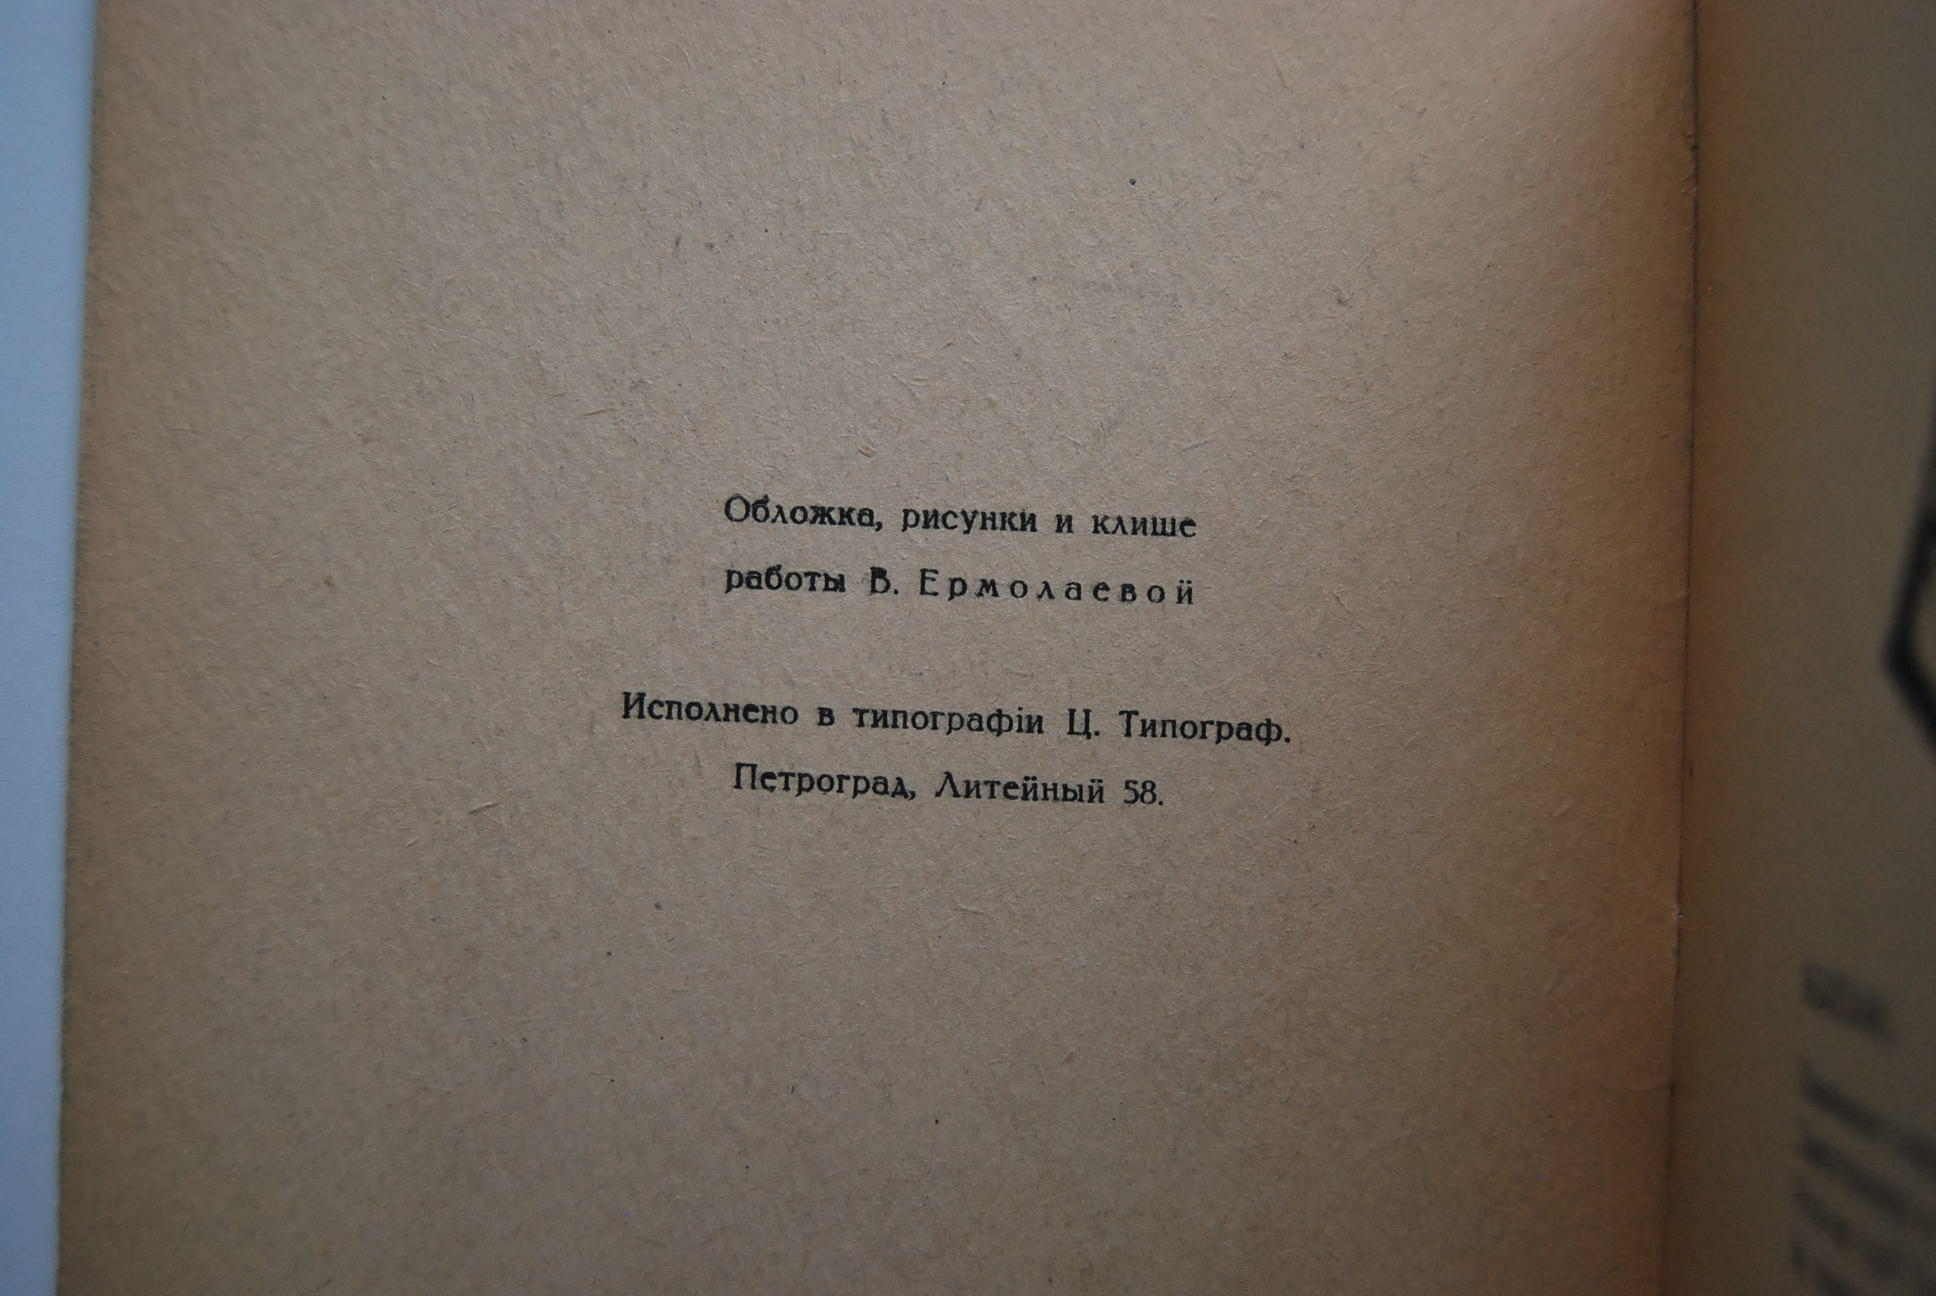 Обложка, рисунки и клише
работы В. Ермолаевой
Исполнено в типографіи Ц. Типограф.
Петроград, Литейный 58.